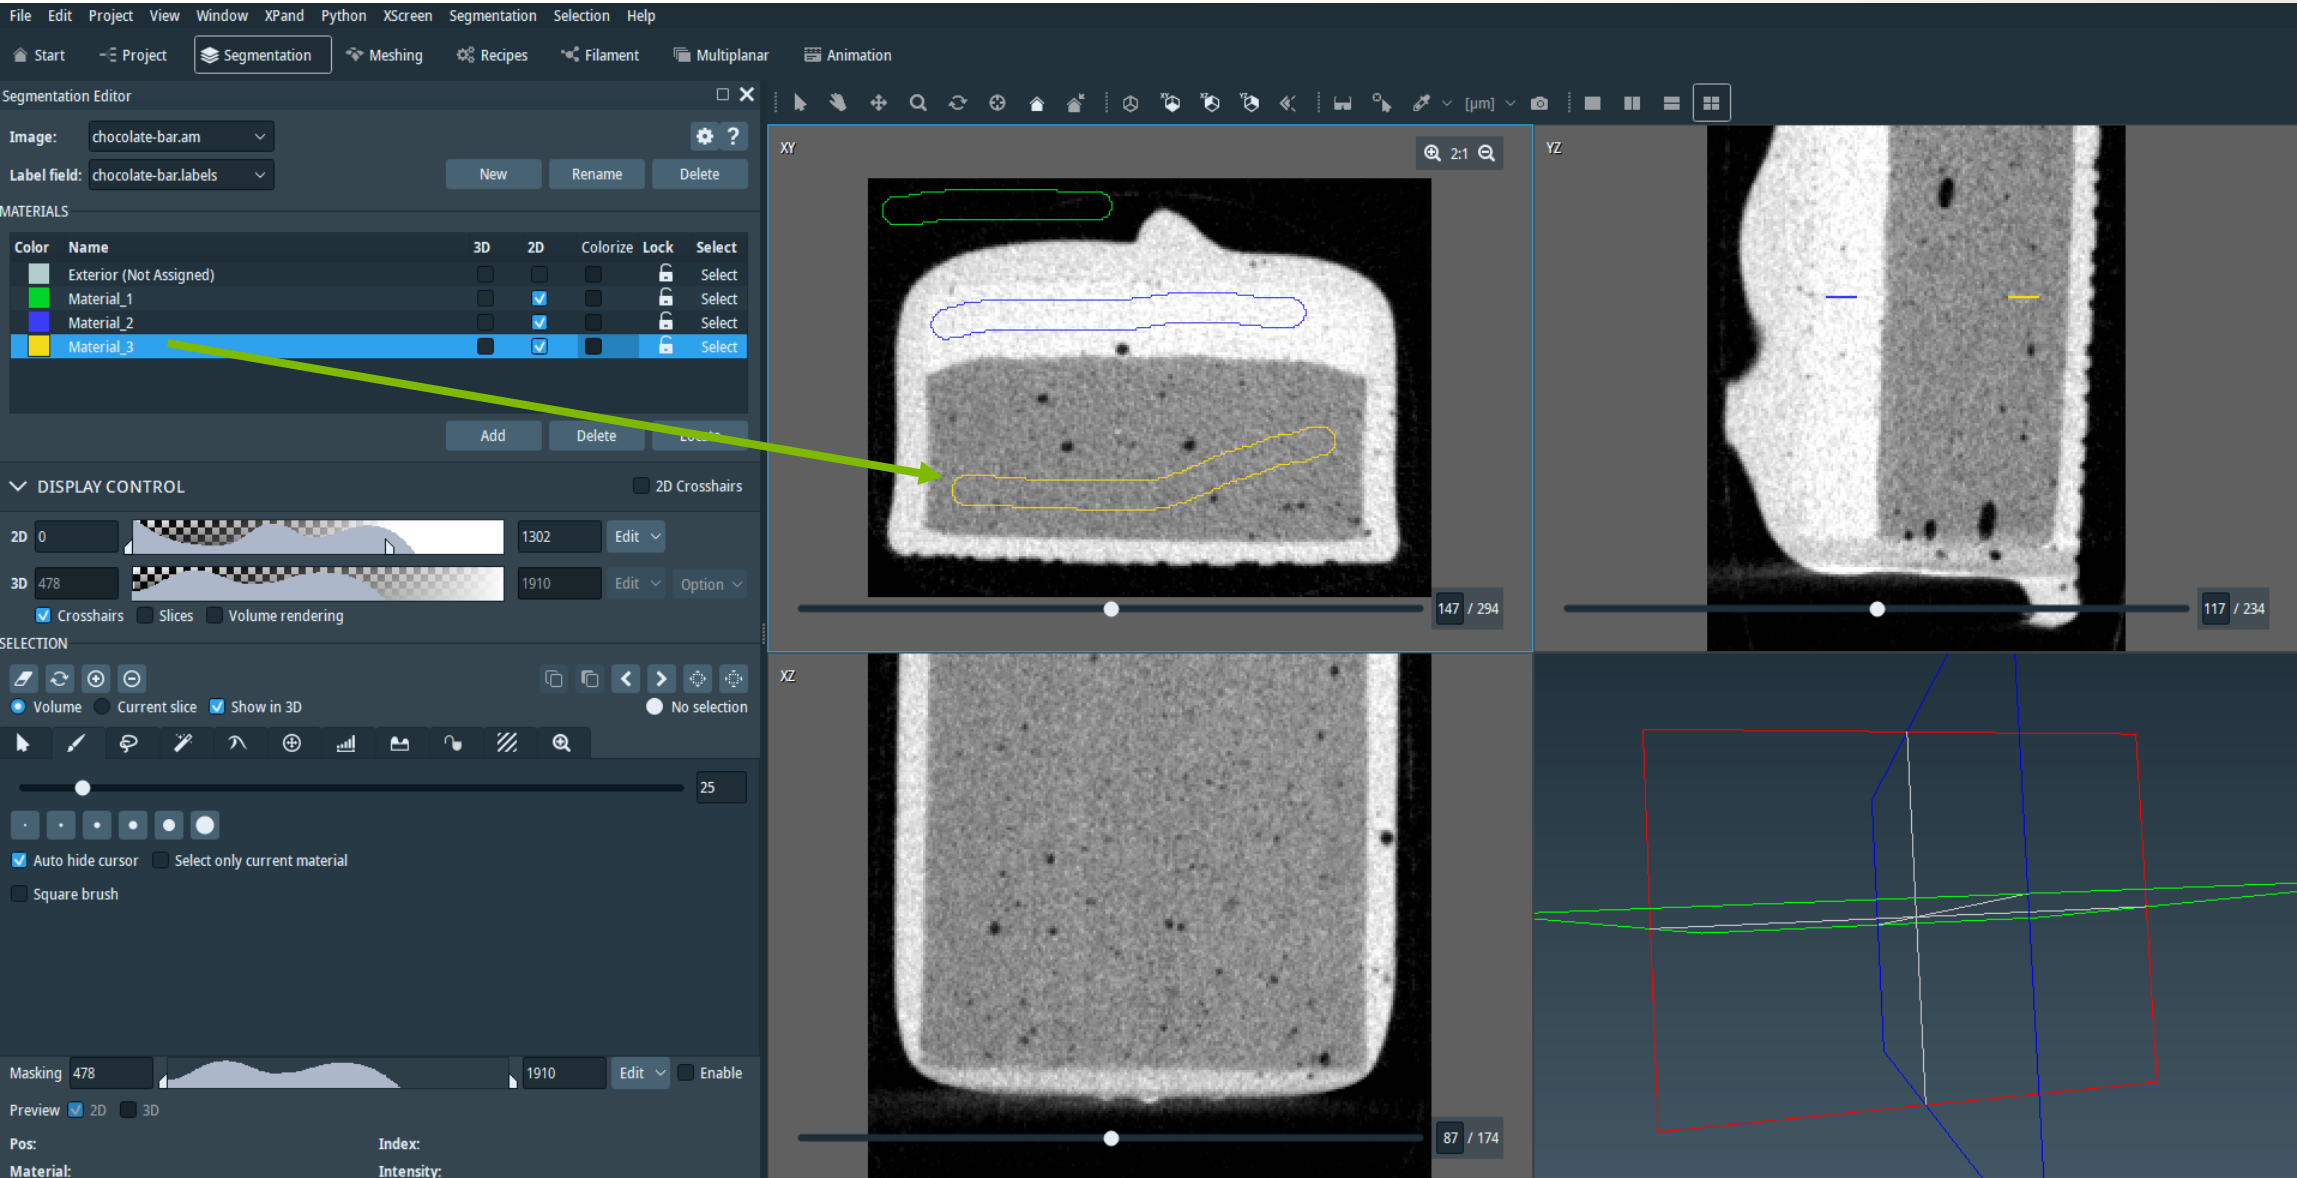 File Edit Project View Window XPand Python XScreen Segmentation Selection Help
Start Project Segmentation Meshing Recipes Filament Multiplanar Animation
Segmentation Editor
Image: chocolate-bar.am ?
Label field: chocolate-bar.labels New Rename Delete
MATERIALS
Color Name 3D 2D Colorize Lock Select
Exterior (Not Assigned) Select
Material_1 Select
Material_2 Select
Material_3 Select
Add Delete Locate
DISPLAY CONTROL 2D Crosshairs
2D 0 1302 Edit
3D 478 1910 Edit Option
Crosshairs Slices Volume rendering
SELECTION
Volume Current slice Show in 3D No selection
25
Auto hide cursor Select only current material
Square brush
Masking 478 1910 Edit Enable
Preview 2D 3D
Pos: Index:
Material: Intensity:
XY XZ YZ [µm]
XY 2:1
147 / 294
YZ
117 / 234
XZ
87 / 174